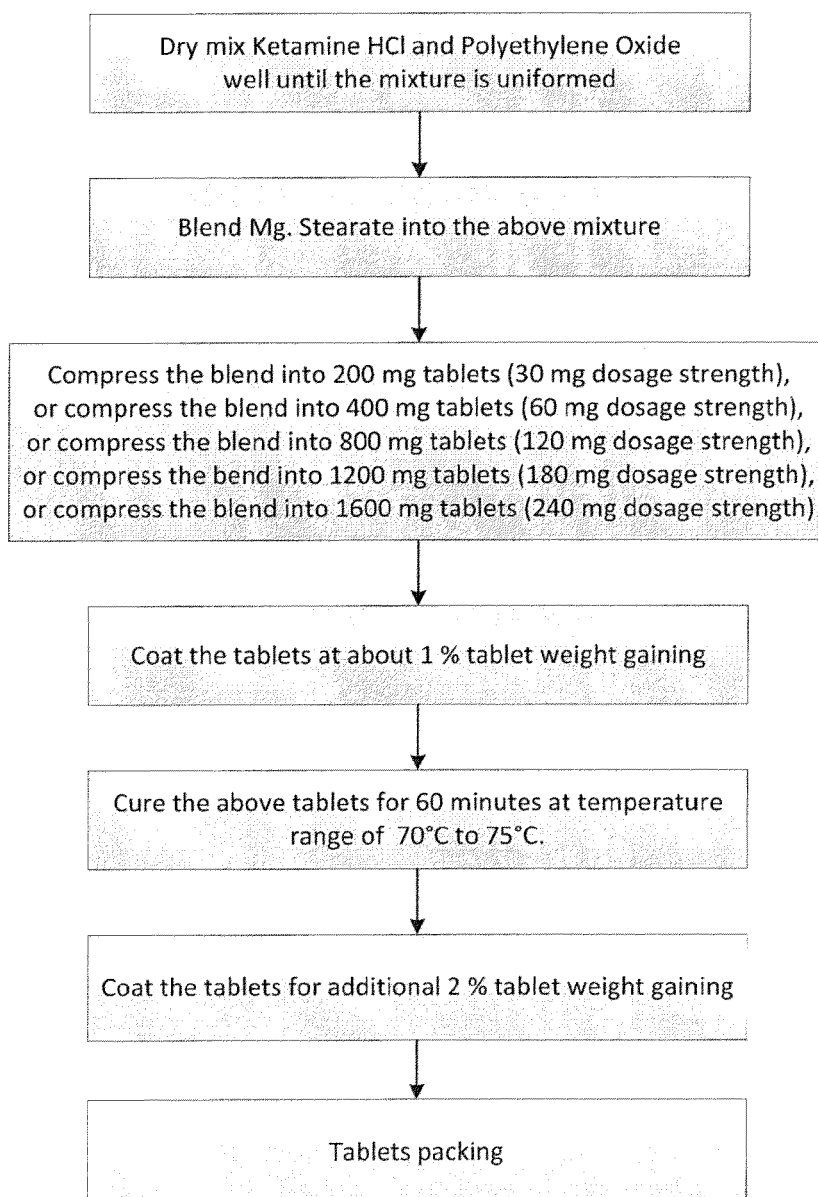 Dry mix Ketamine HCl and Polyethylene Oxide
well until the mixture is uniformed
Blend Mg. Stearate into the above mixture
Compress the blend into 200 mg tablets (30 mg dosage strength),
or compress the blend into 400 mg tablets (60 mg dosage strength),
or compress the blend into 800 mg tablets (120 mg dosage strength),
or compress the bend into 1200 mg tablets (180 mg dosage strength),
or compress the blend into 1600 mg tablets (240 mg dosage strength)
Coat the tablets at about 1 % tablet weight gaining
Cure the above tablets for 60 minutes at temperature
range of 70°C to 75°C.
Coat the tablets for additional 2 % tablet weight gaining
Tablets packing